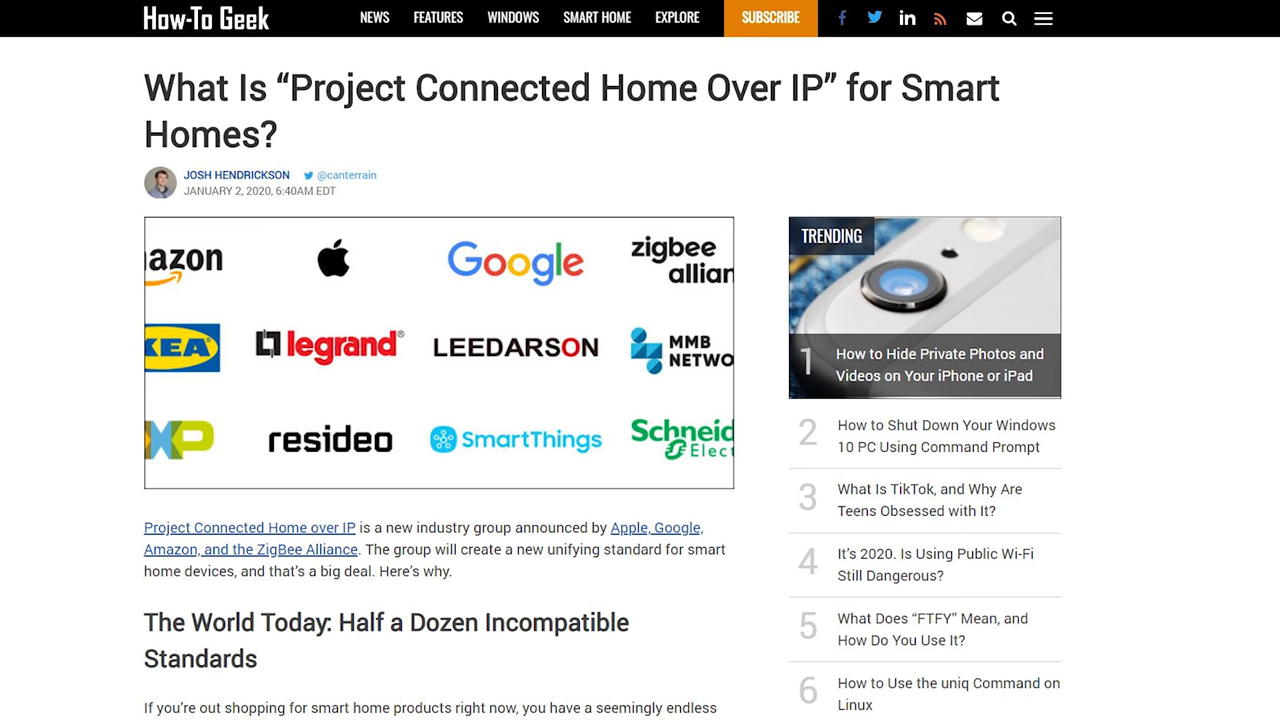 How-To Geek
NEWS FEATURES WINDOWS SMART HOME EXPLORE SUBSCRIBE
What Is “Project Connected Home Over IP” for Smart
Homes?
JOSH HENDRICKSON @canterrain
JANUARY 2, 2020, 6:40AM EDT
azon
Google
zigbee
allian
IKEA
legrand®
LEEDARSON
MMB
NETWO
XP
resideo
SmartThings
Schneid
Elect
Project Connected Home over IP is a new industry group announced by Apple, Google,
Amazon, and the ZigBee Alliance. The group will create a new unifying standard for smart
home devices, and that’s a big deal. Here’s why.
The World Today: Half a Dozen Incompatible
Standards
If you’re out shopping for smart home products right now, you have a seemingly endless
TRENDING
1 How to Hide Private Photos and
Videos on Your iPhone or iPad
2 How to Shut Down Your Windows
10 PC Using Command Prompt
3 What Is TikTok, and Why Are
Teens Obsessed with It?
4 It’s 2020. Is Using Public Wi-Fi
Still Dangerous?
5 What Does “FTFY” Mean, and
How Do You Use It?
6 How to Use the uniq Command on
Linux